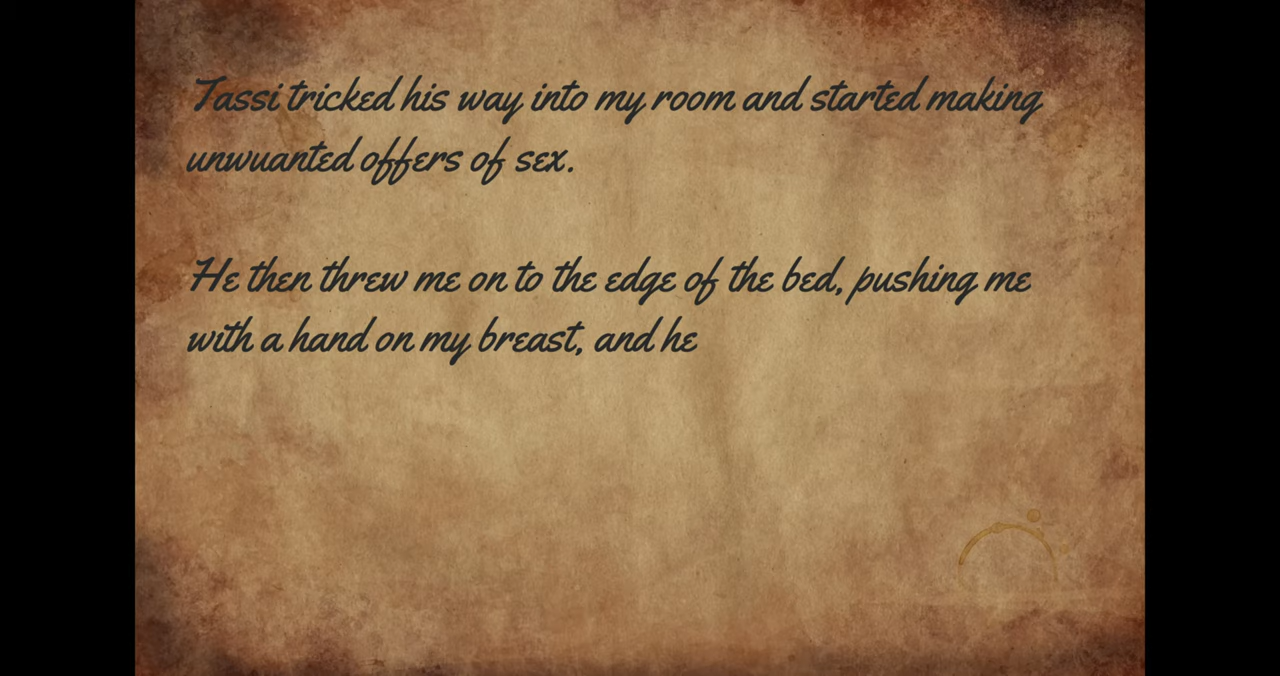 Tassi tricked his way into my room and started making
unwuanted offers of sex.
He then threw me on to the edge of the bed, pushing me
with a hand on my breast, and he